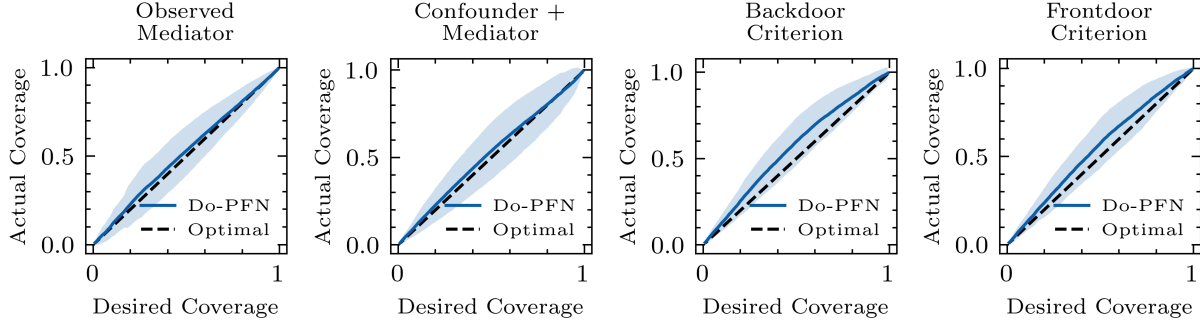 Observed
Mediator
Actual Coverage
1.0
0.5
0.0
Do-PFN
Optimal
0
1
Desired Coverage
Confounder +
Mediator
Actual Coverage
1.0
0.5
0.0
Do-PFN
Optimal
0
1
Desired Coverage
Backdoor
Criterion
Actual Coverage
1.0
0.5
0.0
Do-PFN
Optimal
0
1
Desired Coverage
Frontdoor
Criterion
Actual Coverage
1.0
0.5
0.0
Do-PFN
Optimal
0
1
Desired Coverage